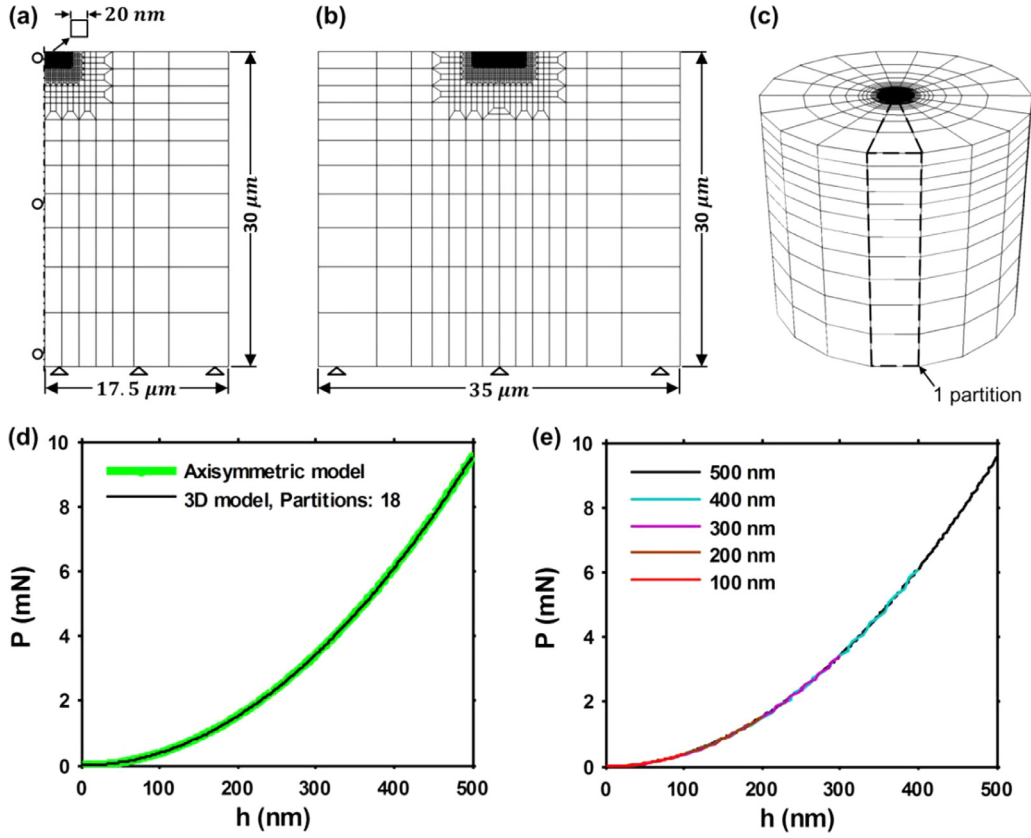 (a)
20 nm
(b)
(c)
30 μm
30 μm
17.5 μm
35 μm
1 partition
(d)
10
8
6
4
2
0
P (mN)
Axisymmetric model
3D model, Partitions: 18
0 100 200 300 400 500
h (nm)
(e)
10
8
6
4
2
0
P (mN)
500 nm
400 nm
300 nm
200 nm
100 nm
0 100 200 300 400 500
h (nm)